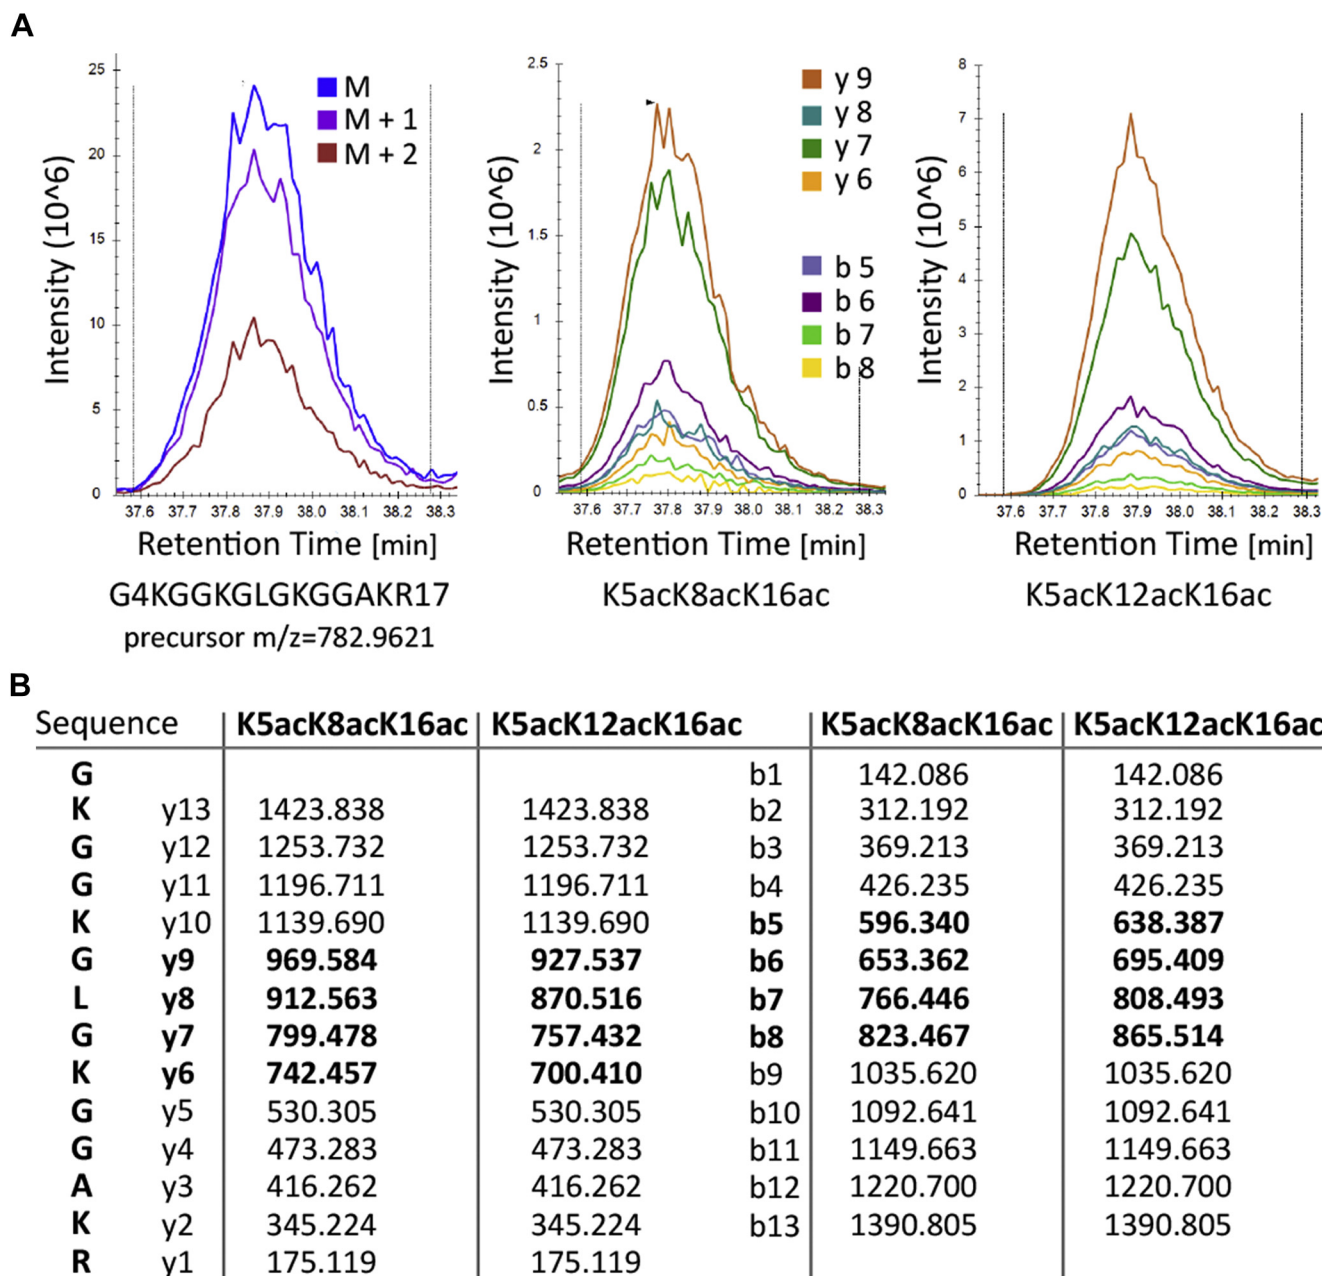 A
25
20
15
10
5
0
Intensity (10^6)
M
M + 1
M + 2
37.6 37.7 37.8 37.9 38.0 38.1 38.2 38.3
Retention Time [min]
G4KGGKGLGKGGAKR17
precursor m/z=782.9621
2.5
2
1.5
1
0.5
0
Intensity (10^6)
y 9
y 8
y 7
y 6
b 5
b 6
b 7
b 8
37.6 37.7 37.8 37.9 38.0 38.1 38.2 38.3
Retention Time [min]
K5acK8acK16ac
8
7
6
5
4
3
2
1
0
Intensity (10^6)
37.6 37.7 37.8 37.9 38.0 38.1 38.2 38.3
Retention Time [min]
K5acK12acK16ac
B
Sequence K5acK8acK16ac K5acK12acK16ac K5acK8acK16ac K5acK12acK16ac
G b1 142.086 142.086
K y13 1423.838 1423.838 b2 312.192 312.192
G y12 1253.732 1253.732 b3 369.213 369.213
G y11 1196.711 1196.711 b4 426.235 426.235
K y10 1139.690 1139.690 b5 596.340 638.387
G y9 969.584 927.537 b6 653.362 695.409
L y8 912.563 870.516 b7 766.446 808.493
G y7 799.478 757.432 b8 823.467 865.514
K y6 742.457 700.410 b9 1035.620 1035.620
G y5 530.305 530.305 b10 1092.641 1092.641
G y4 473.283 473.283 b11 1149.663 1149.663
A y3 416.262 416.262 b12 1220.700 1220.700
K y2 345.224 345.224 b13 1390.805 1390.805
R y1 175.119 175.119